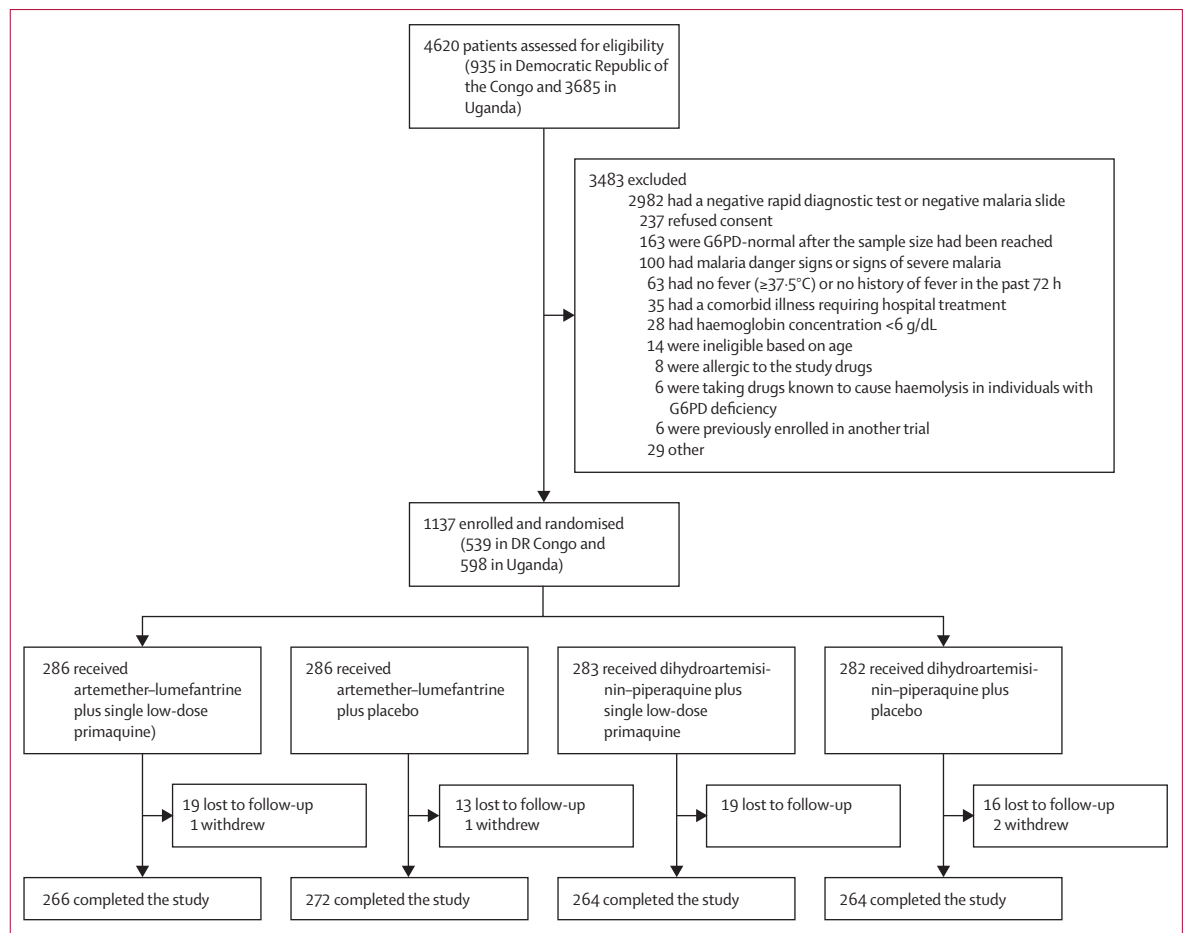 4620 patients assessed for eligibility
(935 in Democratic Republic of
the Congo and 3685 in
Uganda)
3483 excluded
2982 had a negative rapid diagnostic test or negative malaria slide
237 refused consent
163 were G6PD-normal after the sample size had been reached
100 had malaria danger signs or signs of severe malaria
63 had no fever (≥37·5°C) or no history of fever in the past 72 h
35 had a comorbid illness requiring hospital treatment
28 had haemoglobin concentration <6 g/dL
14 were ineligible based on age
8 were allergic to the study drugs
6 were taking drugs known to cause haemolysis in individuals with
G6PD deficiency
6 were previously enrolled in another trial
29 other
1137 enrolled and randomised
(539 in DR Congo and
598 in Uganda)
286 received
artemether–lumefantrine
plus single low-dose
primaquine)
286 received
artemether–lumefantrine
plus placebo
283 received dihydroartemisi-
nin–piperaquine plus
single low-dose
primaquine
282 received dihydroartemisi-
nin–piperaquine plus
placebo
19 lost to follow-up
1 withdrew
13 lost to follow-up
1 withdrew
19 lost to follow-up
16 lost to follow-up
2 withdrew
266 completed the study
272 completed the study
264 completed the study
264 completed the study